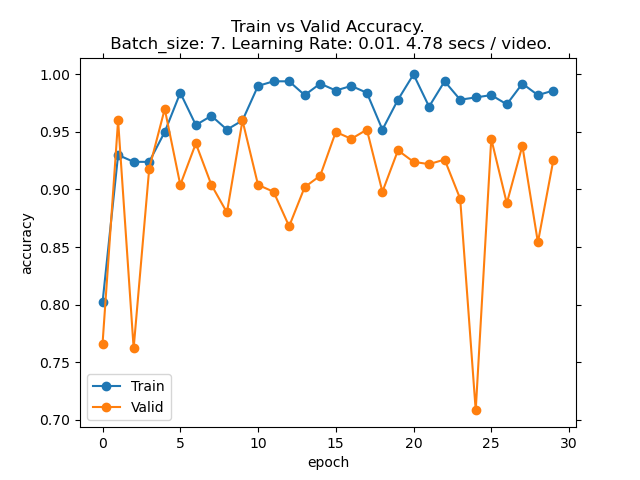 Train vs Valid Accuracy.
Batch_size: 7. Learning Rate: 0.01. 4.78 secs / video.
1.00
0.95
0.90
0.85
0.80
0.75
0.70
accuracy
Train
Valid
0 5 10 15 20 25 30
epoch